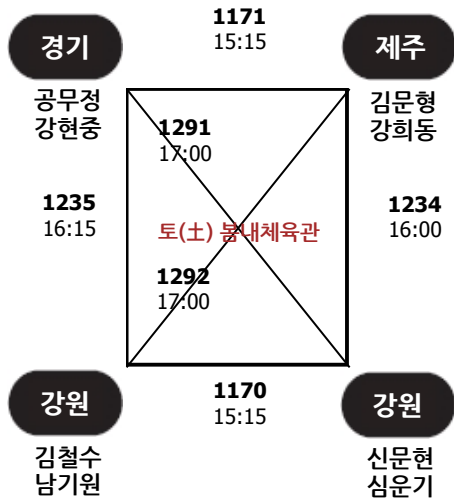 1171
15:15
경기
제주
공무정
강현중
김문형
강희동
1291
17:00
1235
16:15
1234
16:00
토(土) 봄내체육관
1292
17:00
강원
강원
1170
15:15
김철수
남기원
신문현
심운기